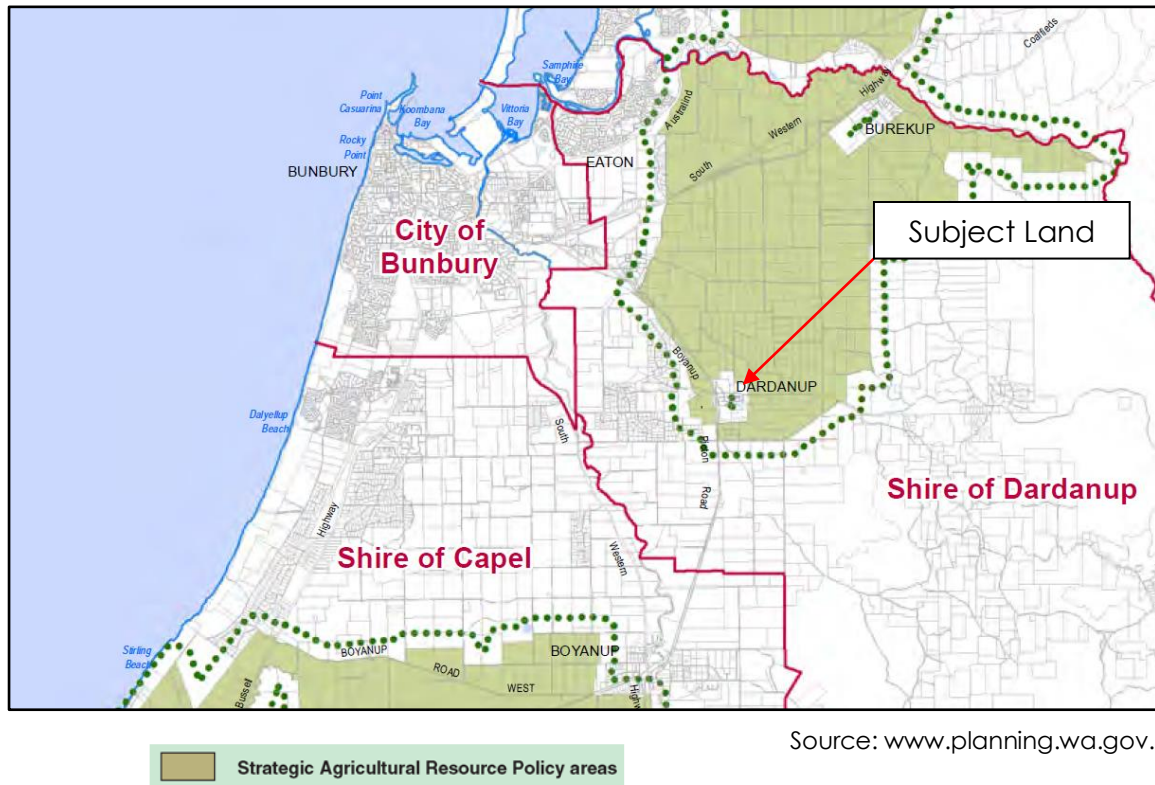 Coalfields
Samphire
Bay
Point
Casuarina
Koombana
Bay
Vittoria
Bay
Highway
Australind
Western
BUREKUP
Rocky
Point
BUNBURY
EATON
South
Subject Land
City of
Bunbury
Boyanup
DARDANUP
Dalyellup
Beach
South
Picton
Road
Shire of Dardanup
Highway
Western
Shire of Capel
Stirling
Beach
BOYANUP
BOYANUP
ROAD
WEST
Bussell
Highway
Source: www.planning.wa.gov.
Strategic Agricultural Resource Policy areas